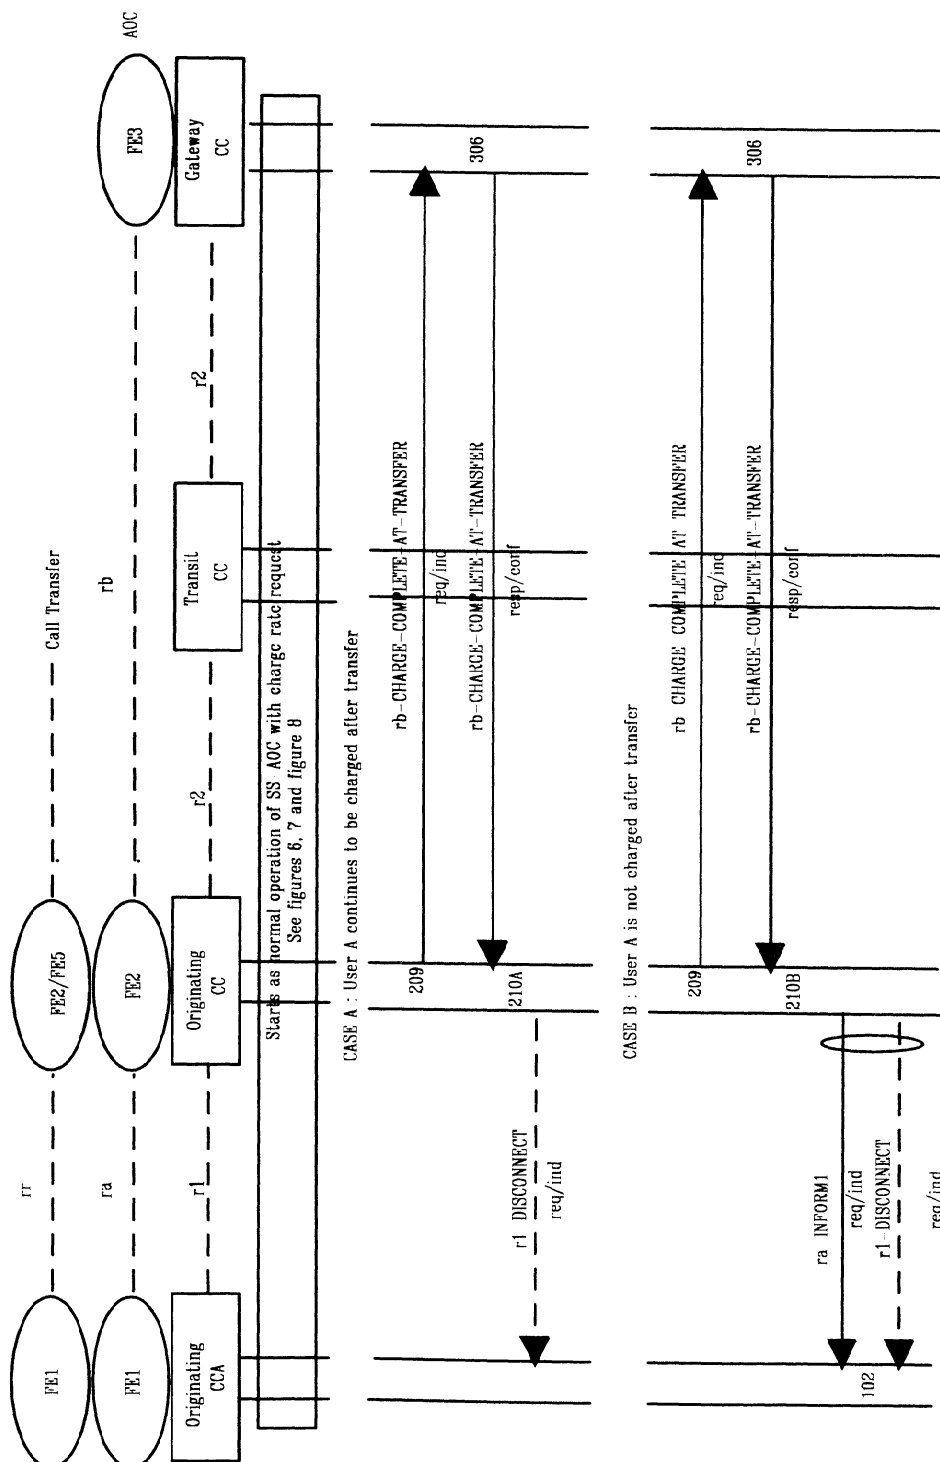 Call Transfer
AOC
FE1
rr
FE2/FE5
FE1
ra
FE2
rb
FE3
Originating
CCA
r1
Originating
CC
r2
Transit
CC
r2
Gateway
CC
Starts as normal operation of SS AOC with charge rate request
See figures 6, 7 and figure 8
CASE A : User A continues to be charged after transfer
209
rb-CHARGE-COMPLETE-AT-TRANSFER
req/ind
306
rb-CHARGE-COMPLETE-AT-TRANSFER
resp/conf
210A
r1 DISCONNECT
req/ind
CASE B : User A is not charged after transfer
209
rb CHARGE COMPLETE AT TRANSFER
req/ind
306
rb-CHARGE-COMPLETE-AT-TRANSFER
resp/conf
210B
ra INFORM1
req/ind
102
r1-DISCONNECT
req/ind